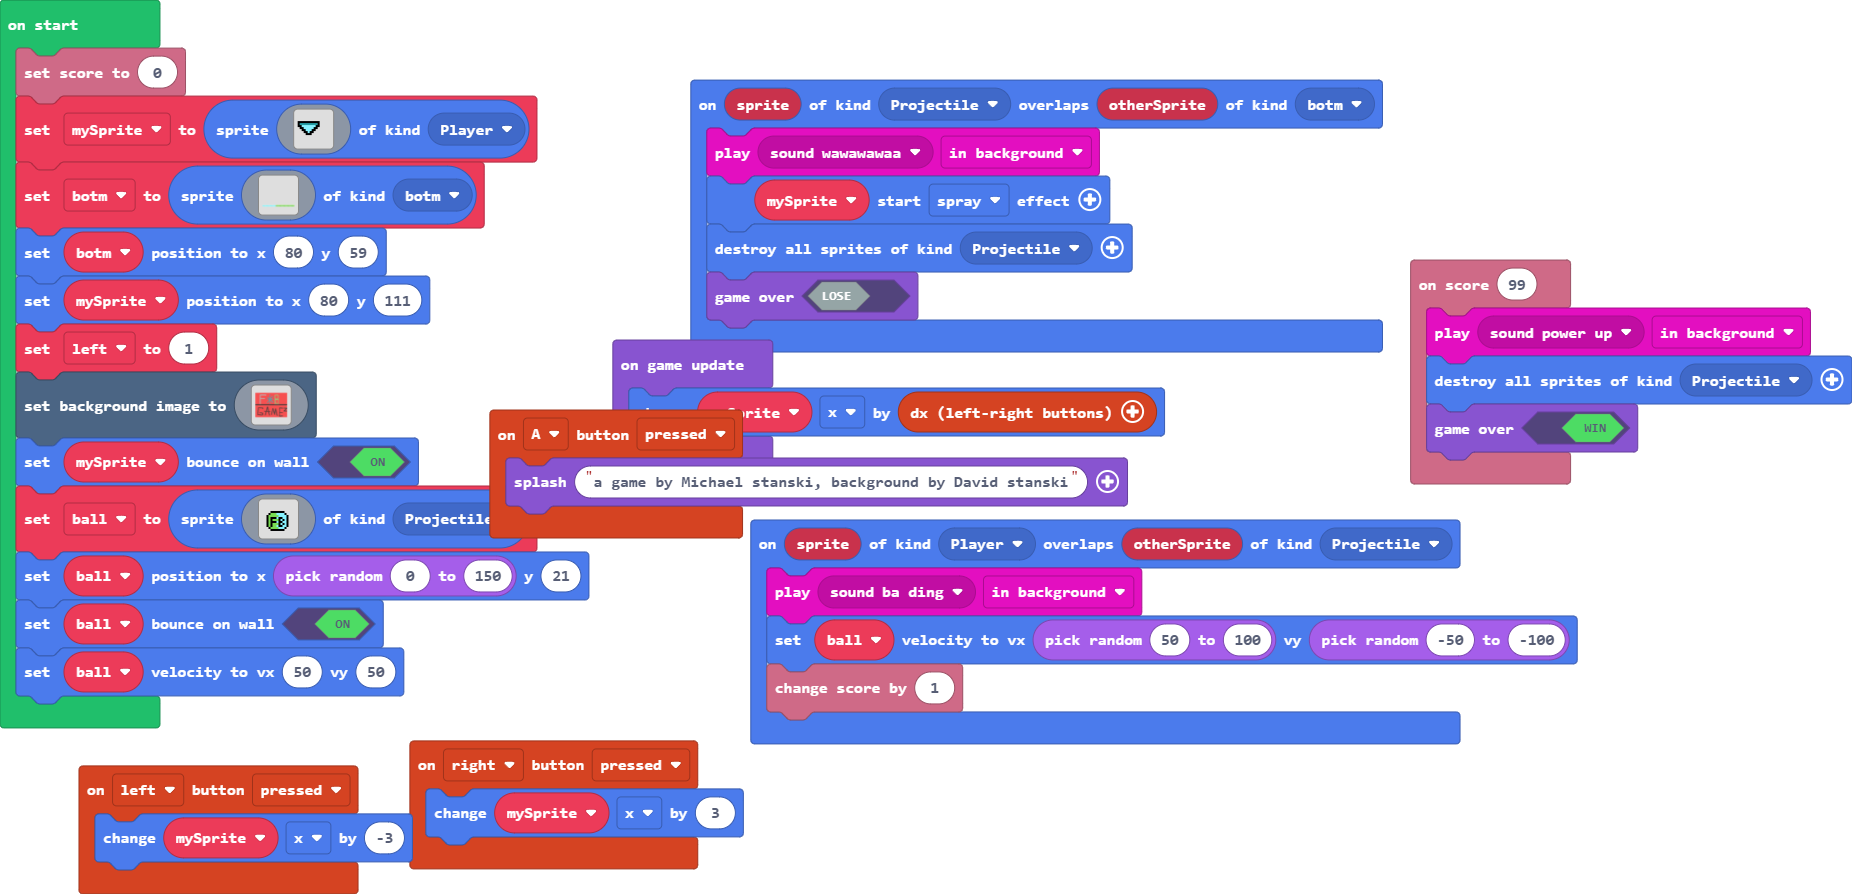 on start
set score to 0
set mySprite to sprite of kind Player
set botm to sprite of kind botm
set botm position to x 80 y 59
set mySprite position to x 80 y 111
set left to 1
set background image to FAB GAME!
set mySprite bounce on wall ON
set ball to sprite FB of kind Projectile
set ball position to x pick random 0 to 150 y 21
set ball bounce on wall ON
set ball velocity to vx 50 vy 50
on sprite of kind Projectile overlaps otherSprite of kind botm
play sound wawawawaa in background
mySprite start spray effect
destroy all sprites of kind Projectile
game over LOSE
on game update
x by dx (left-right buttons)
on A button pressed
splash "a game by Michael stanski, background by David stanski"
on score 99
play sound power up in background
destroy all sprites of kind Projectile
game over WIN
on sprite of kind Player overlaps otherSprite of kind Projectile
play sound ba ding in background
set ball velocity to vx pick random 50 to 100 vy pick random -50 to -100
change score by 1
on left button pressed
change mySprite x by -3
on right button pressed
change mySprite x by 3